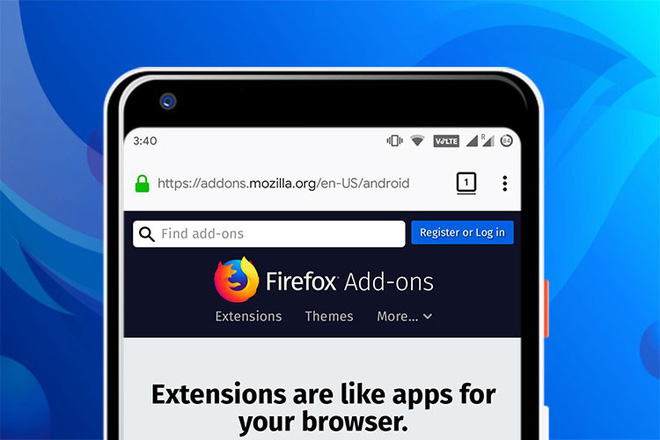 3:40 VoLTE R 64
https://addons.mozilla.org/en-US/android 1
Find add-ons Register or Log in
Firefox Add-ons
Extensions Themes More...
Extensions are like apps for
your browser.